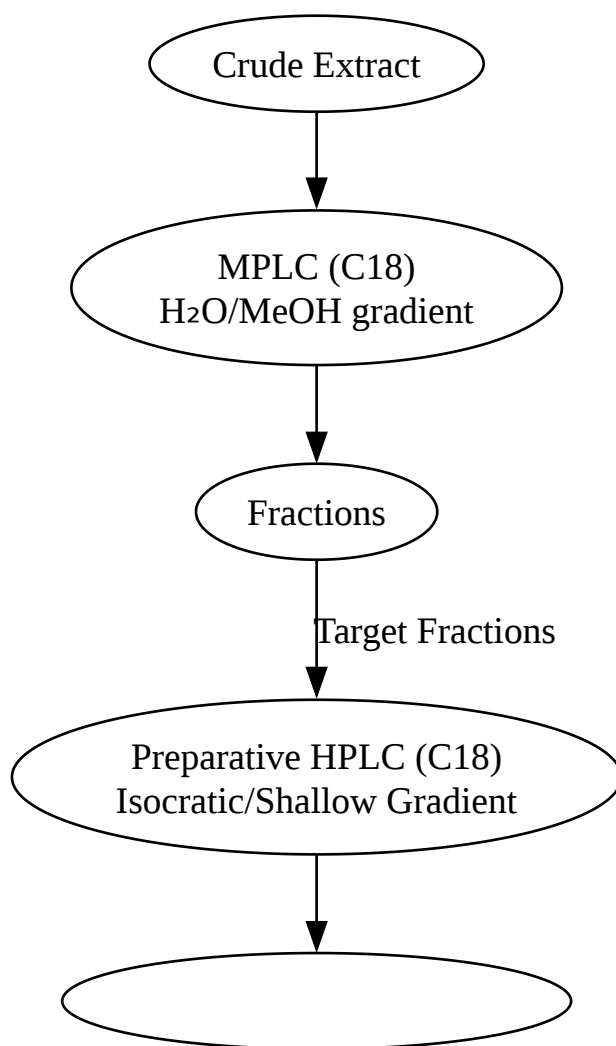 Crude Extract
MPLC (C18)
H₂O/MeOH gradient
Fractions
Target Fractions
Preparative HPLC (C18)
Isocratic/Shallow Gradient